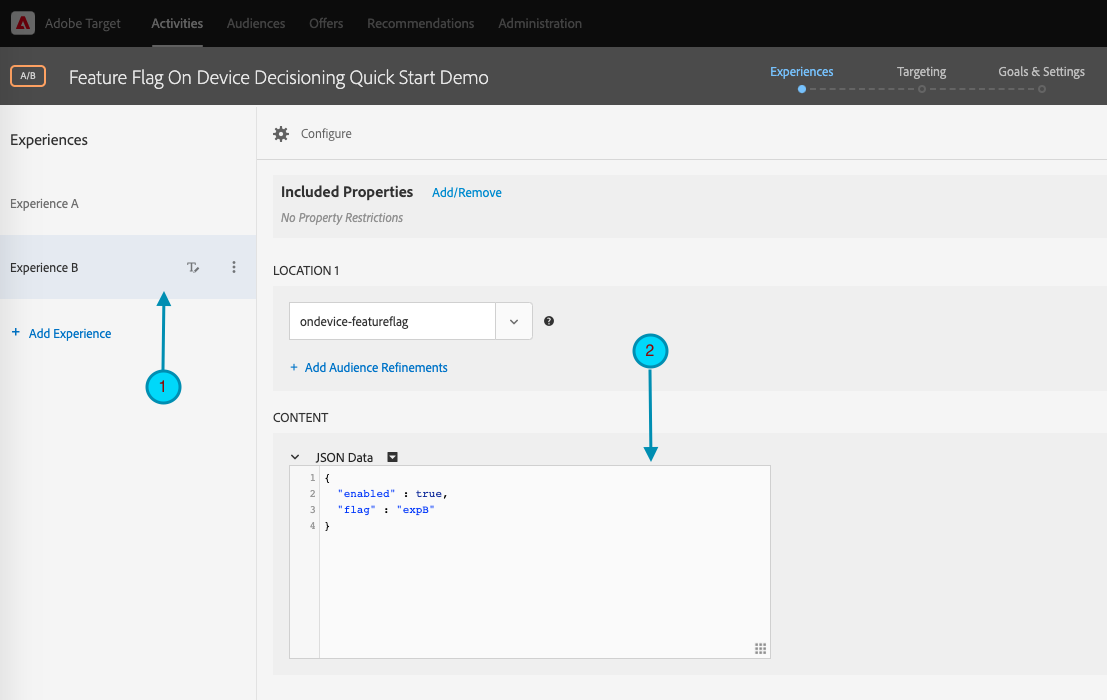 Adobe Target Activities Audiences Offers Recommendations Administration
A/B Feature Flag On Device Decisioning Quick Start Demo Experiences Targeting Goals & Settings
Experiences
Experience A
Experience B
+ Add Experience
1
Configure
Included Properties Add/Remove
No Property Restrictions
LOCATION 1
ondevice-featureflag ?
+ Add Audience Refinements
2
CONTENT
JSON Data
1 {
2 "enabled" : true,
3 "flag" : "expB"
4 }